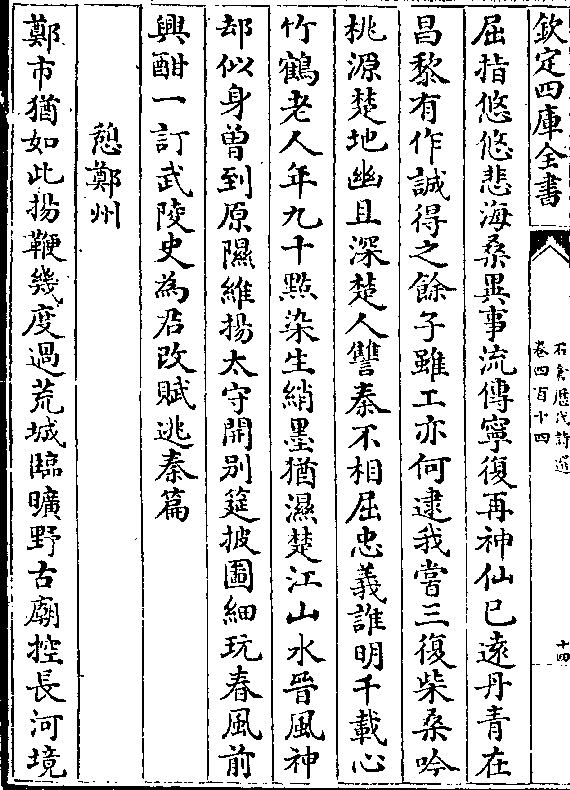 欽定四庫全書
石倉歷代詩選
卷四百十四
十四
屈指悠悠悲海桑異事流傳寧復再神仙已遠丹青在
昌黎有作誠得之餘子雖工亦何逮我嘗三復柴桑吟
桃源楚地幽且深楚人讐秦不相屈忠義誰明千載心
竹鶴老人年九十㸃染生綃墨猶濕楚江山水晉風神
却似身曾到原隰維揚太守開别筵披圖細玩春風前
興酣一訂武陵史為君改賦逃秦篇
憩鄭州
鄭市猶如此揚鞭幾度過荒城臨曠野古廟控長河境